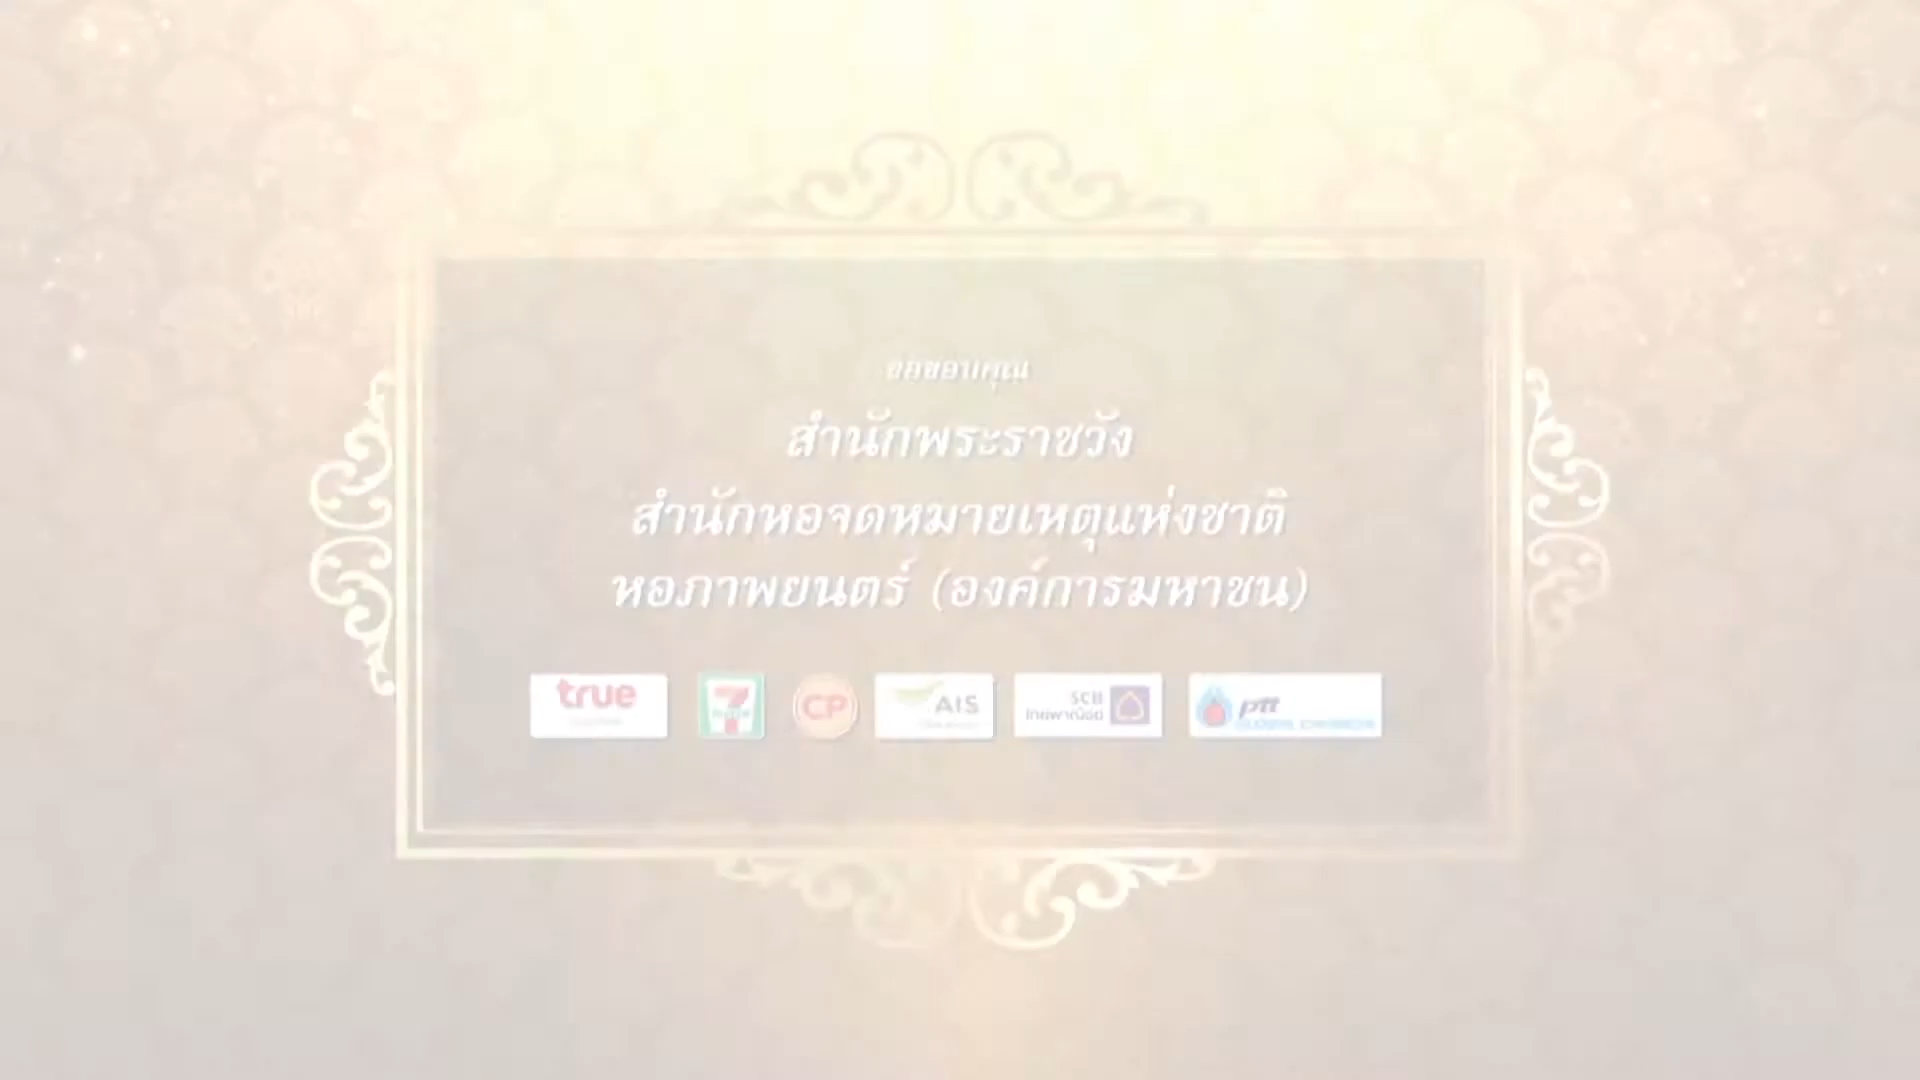 ขอขอบคุณ
สำนักพระราชวัง
สำนักหอจดหมายเหตุแห่งชาติ
หอภาพยนตร์ (องค์การมหาชน)
true
CP
AIS
SCB
ไทยพาณิชย์
ptt
GLOBAL CHEMICAL